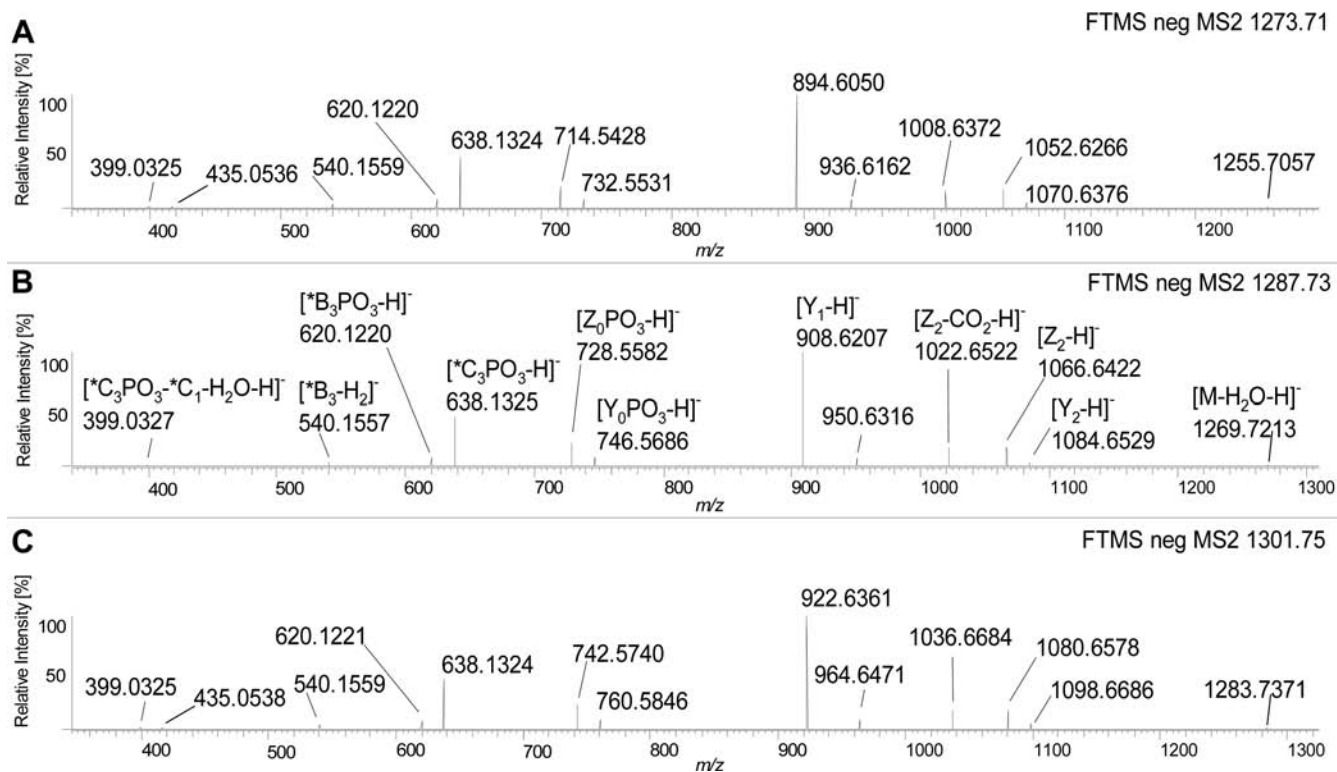 A
FTMS neg MS2 1273.71
Relative Intensity [%]
100
50
894.6050
620.1220
638.1324
714.5428
1008.6372
1052.6266
1255.7057
399.0325
435.0536
540.1559
732.5531
936.6162
1070.6376
400 500 600 700 800 900 1000 1100 1200
m/z
B
FTMS neg MS2 1287.73
Relative Intensity [%]
100
50
[*B3PO3-H]-
620.1220
[Z0PO3-H]-
728.5582
[Y1-H]-
908.6207
[Z2-CO2-H]-
1022.6522
[Z2-H]-
1066.6422
[*C3PO3-*C1-H2O-H]-
399.0327
[*B3-H2]-
540.1557
[*C3PO3-H]-
638.1325
[Y0PO3-H]-
746.5686
950.6316
[Y2-H]-
1084.6529
[M-H2O-H]-
1269.7213
400 500 600 700 800 900 1000 1100 1200 1300
m/z
C
FTMS neg MS2 1301.75
Relative Intensity [%]
100
50
922.6361
620.1221
638.1324
742.5740
1036.6684
1080.6578
399.0325
435.0538
540.1559
760.5846
964.6471
1098.6686
1283.7371
400 500 600 700 800 900 1000 1100 1200 1300
m/z